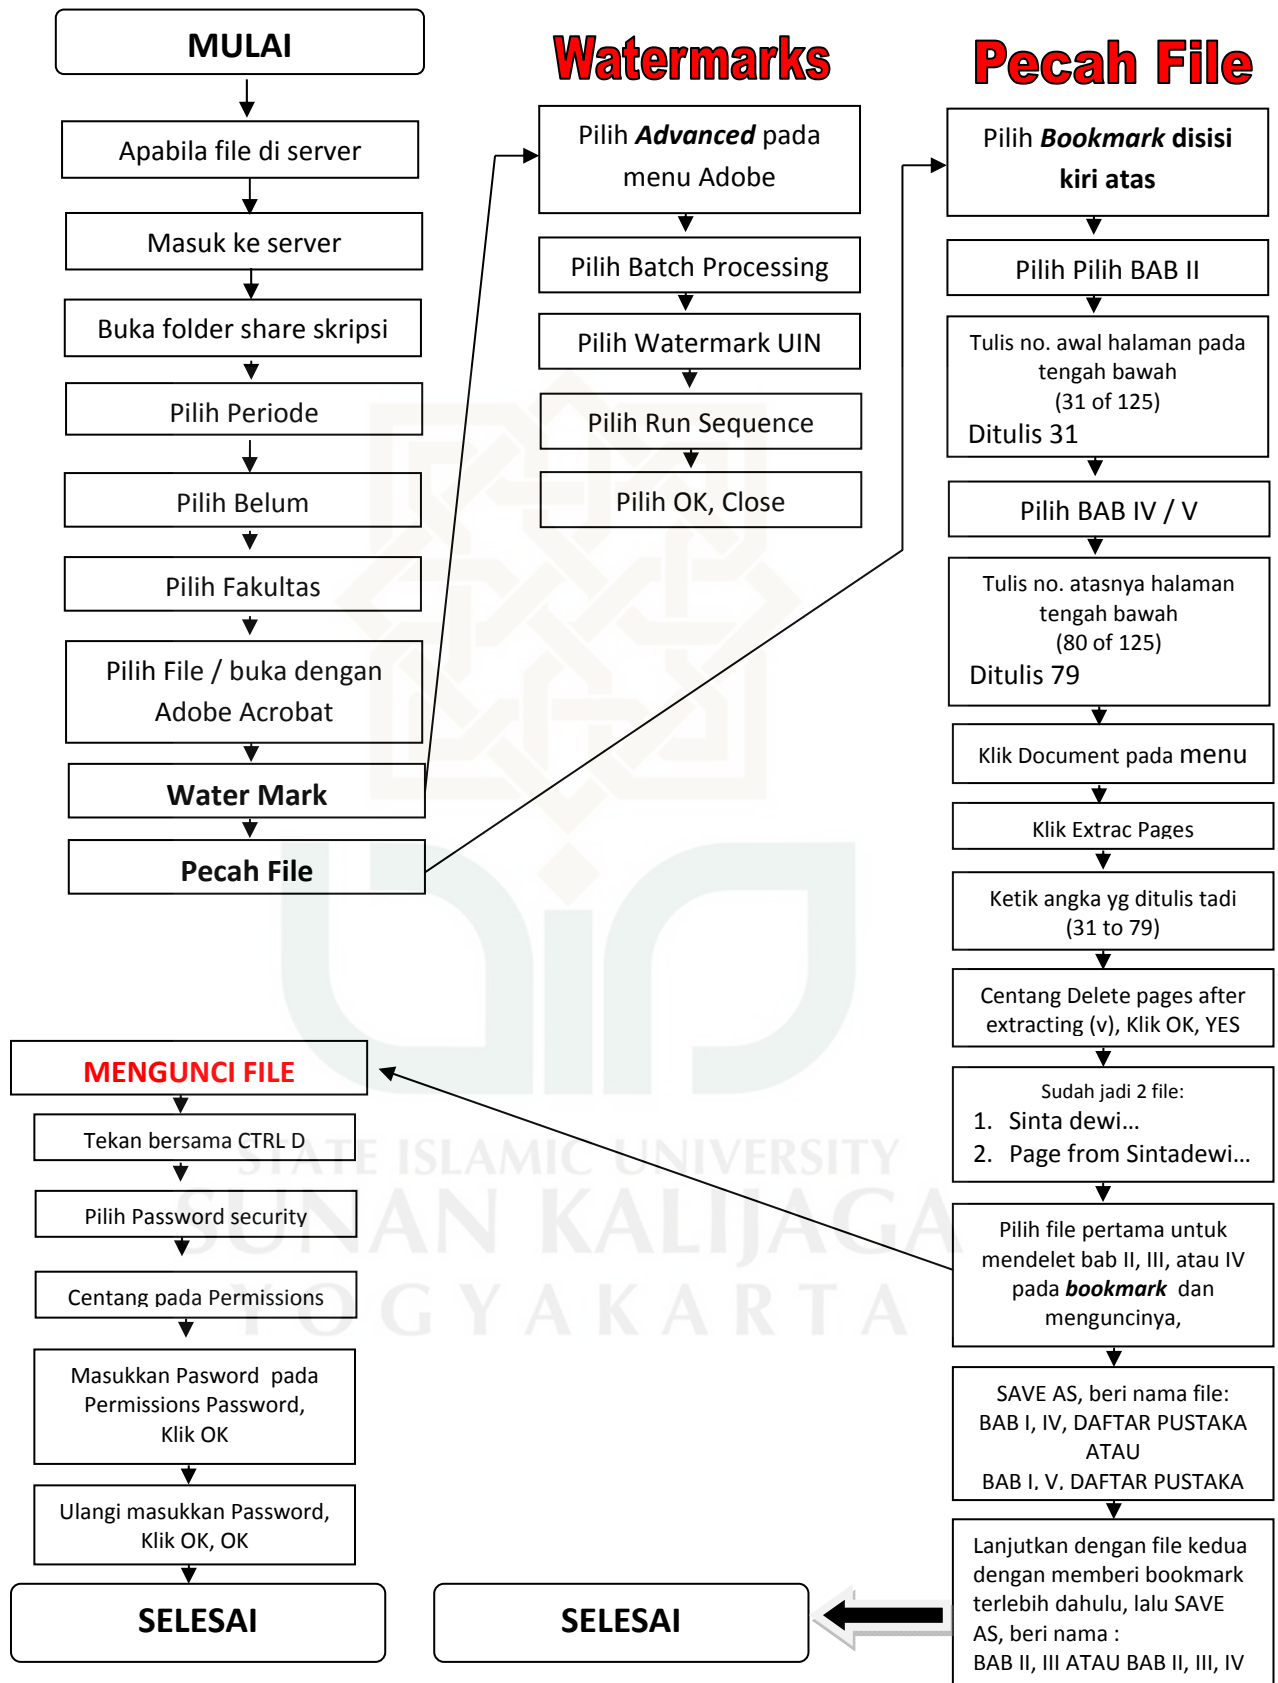 MULAI
Apabila file di server
Masuk ke server
Buka folder share skripsi
Pilih Periode
Pilih Belum
Pilih Fakultas
Pilih File / buka dengan
Adobe Acrobat
Water Mark
Pecah File
Watermarks
Pilih Advanced pada
menu Adobe
Pilih Batch Processing
Pilih Watermark UIN
Pilih Run Sequence
Pilih OK, Close
Pecah File
Pilih Bookmark disisi
kiri atas
Pilih Pilih BAB II
Tulis no. awal halaman pada
tengah bawah
(31 of 125)
Ditulis 31
Pilih BAB IV / V
Tulis no. atasnya halaman
tengah bawah
(80 of 125)
Ditulis 79
Klik Document pada menu
Klik Extrac Pages
Ketik angka yg ditulis tadi
(31 to 79)
Centang Delete pages after
extracting (v), Klik OK, YES
Sudah jadi 2 file:
1. Sinta dewi...
2. Page from Sintadewi...
Pilih file pertama untuk
mendelet bab II, III, atau IV
pada bookmark dan
menguncinya,
SAVE AS, beri nama file:
BAB I, IV, DAFTAR PUSTAKA
ATAU
BAB I, V, DAFTAR PUSTAKA
Lanjutkan dengan file kedua
dengan memberi bookmark
terlebih dahulu, lalu SAVE
AS, beri nama :
BAB II, III ATAU BAB II, III, IV
SELESAI
MENGUNCI FILE
Tekan bersama CTRL D
Pilih Password security
Centang pada Permissions
Masukkan Pasword pada
Permissions Password,
Klik OK
Ulangi masukkan Password,
Klik OK, OK
SELESAI
STATE ISLAMIC UNIVERSITY
SUNAN KALIJAGA
YOGYAKARTA